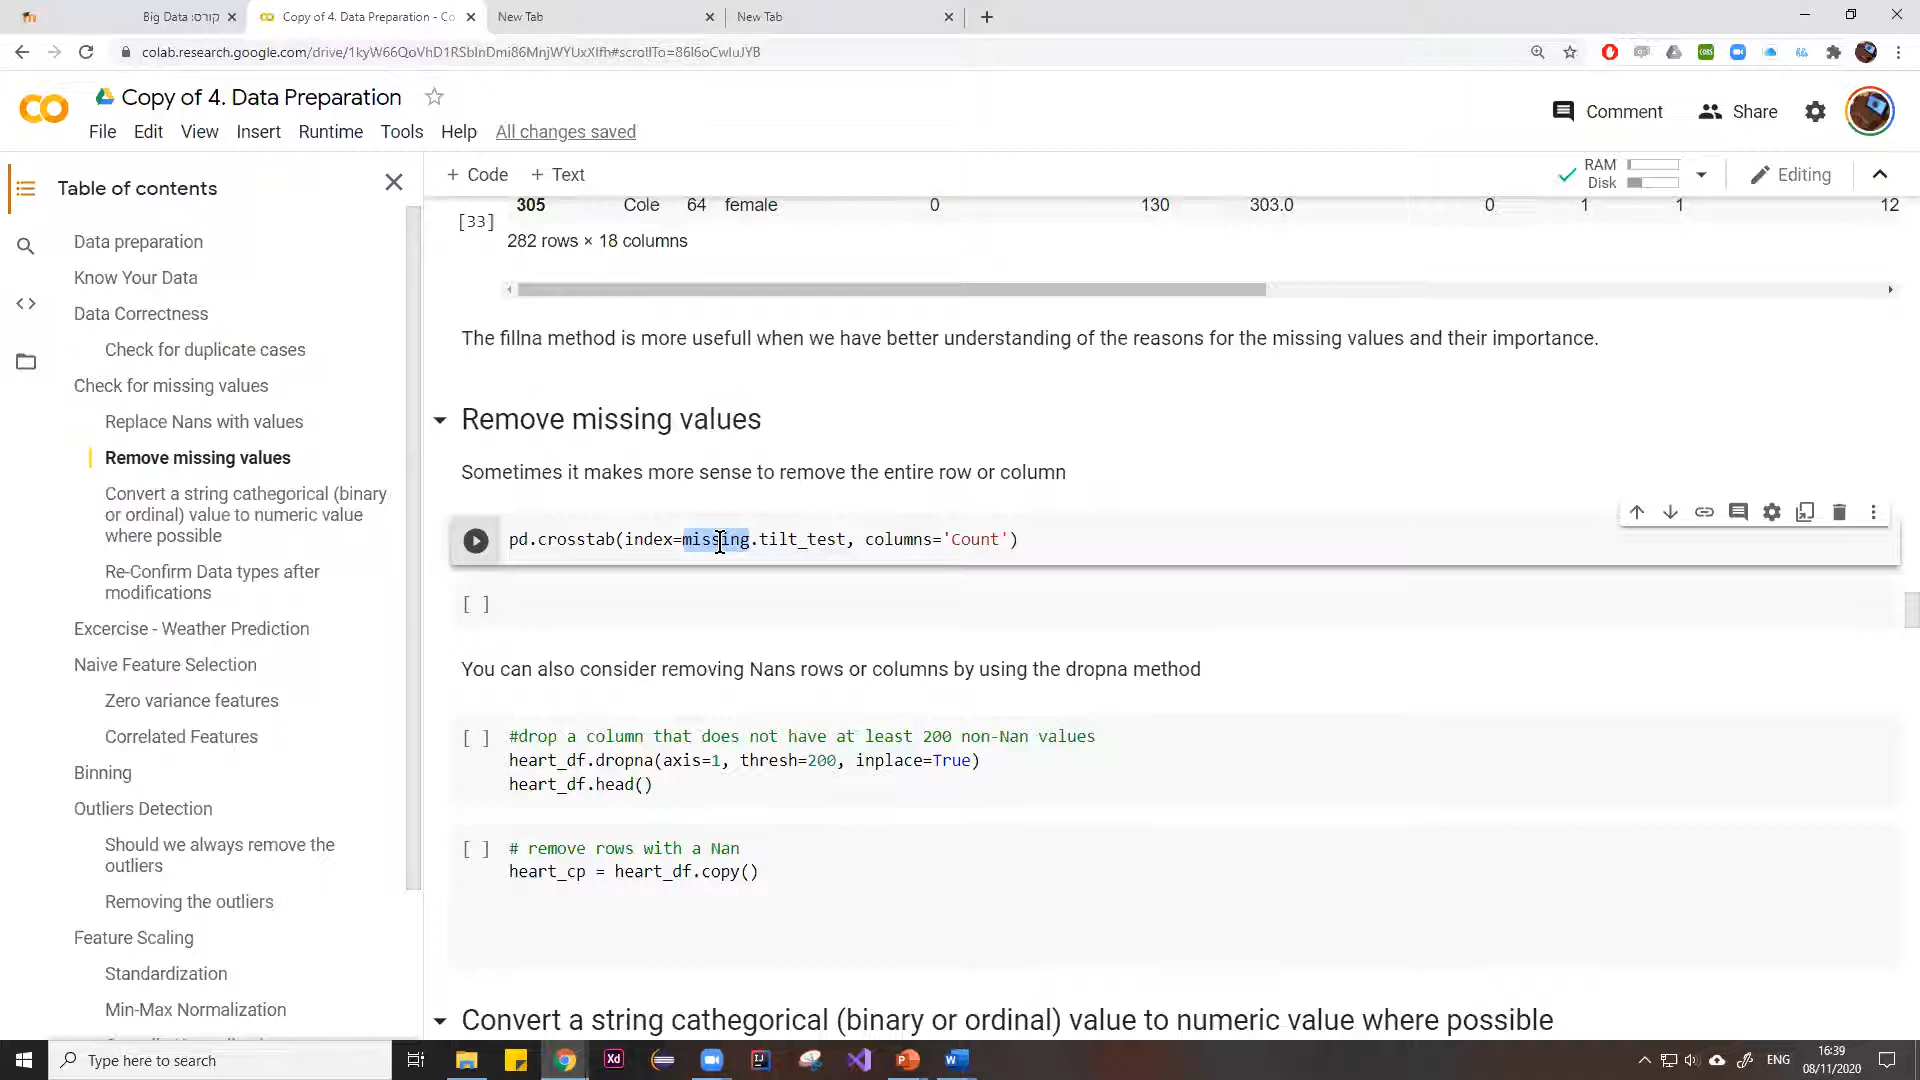 קורס: Big Data
Copy of 4. Data Preparation - Co
New Tab
New Tab
Copy of 4. Data Preparation
File Edit View Insert Runtime Tools Help All changes saved
Comment
Share
Table of contents
+ Code + Text
RAM
Disk
Editing
Data preparation
Know Your Data
Data Correctness
Check for duplicate cases
Check for missing values
Replace Nans with values
Remove missing values
Convert a string cathegorical (binary
or ordinal) value to numeric value
where possible
Re-Confirm Data types after
modifications
Excercise - Weather Prediction
Naive Feature Selection
Zero variance features
Correlated Features
Binning
Outliers Detection
Should we always remove the
outliers
Removing the outliers
Feature Scaling
Standardization
Min-Max Normalization
305 Cole 64 female 0 130 303.0 0 1 1 12
[33]
282 rows × 18 columns
The fillna method is more usefull when we have better understanding of the reasons for the missing values and their importance.
Remove missing values
Sometimes it makes more sense to remove the entire row or column
pd.crosstab(index=missing.tilt_test, columns='Count')
[ ]
You can also consider removing Nans rows or columns by using the dropna method
[ ] #drop a column that does not have at least 200 non-Nan values
heart_df.dropna(axis=1, thresh=200, inplace=True)
heart_df.head()
[ ] # remove rows with a Nan
heart_cp = heart_df.copy()
Convert a string cathegorical (binary or ordinal) value to numeric value where possible
Type here to search
ENG
16:39
08/11/2020